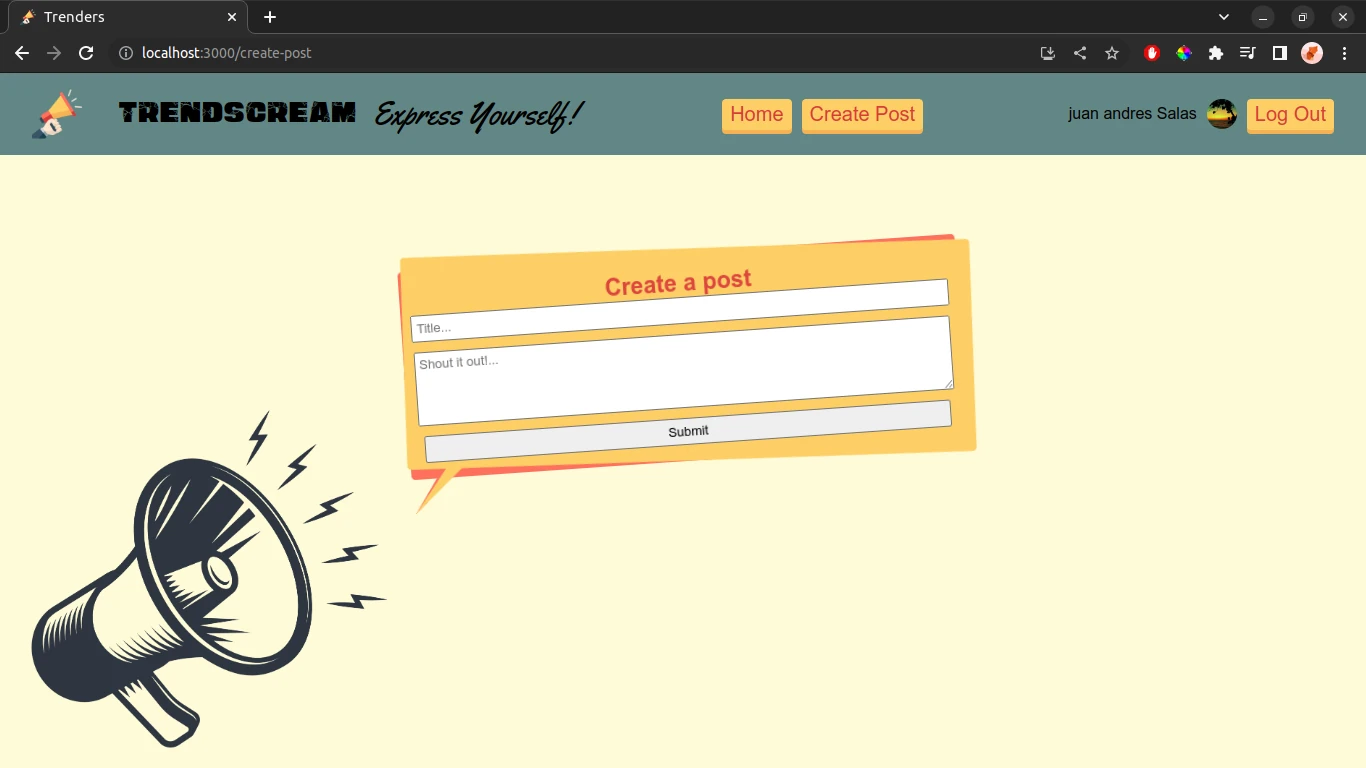 Trenders
localhost:3000/create-post
TRENDSCREAM Express Yourself! Home Create Post juan andres Salas Log Out
Create a post
Title...
Shout it out!...
Submit